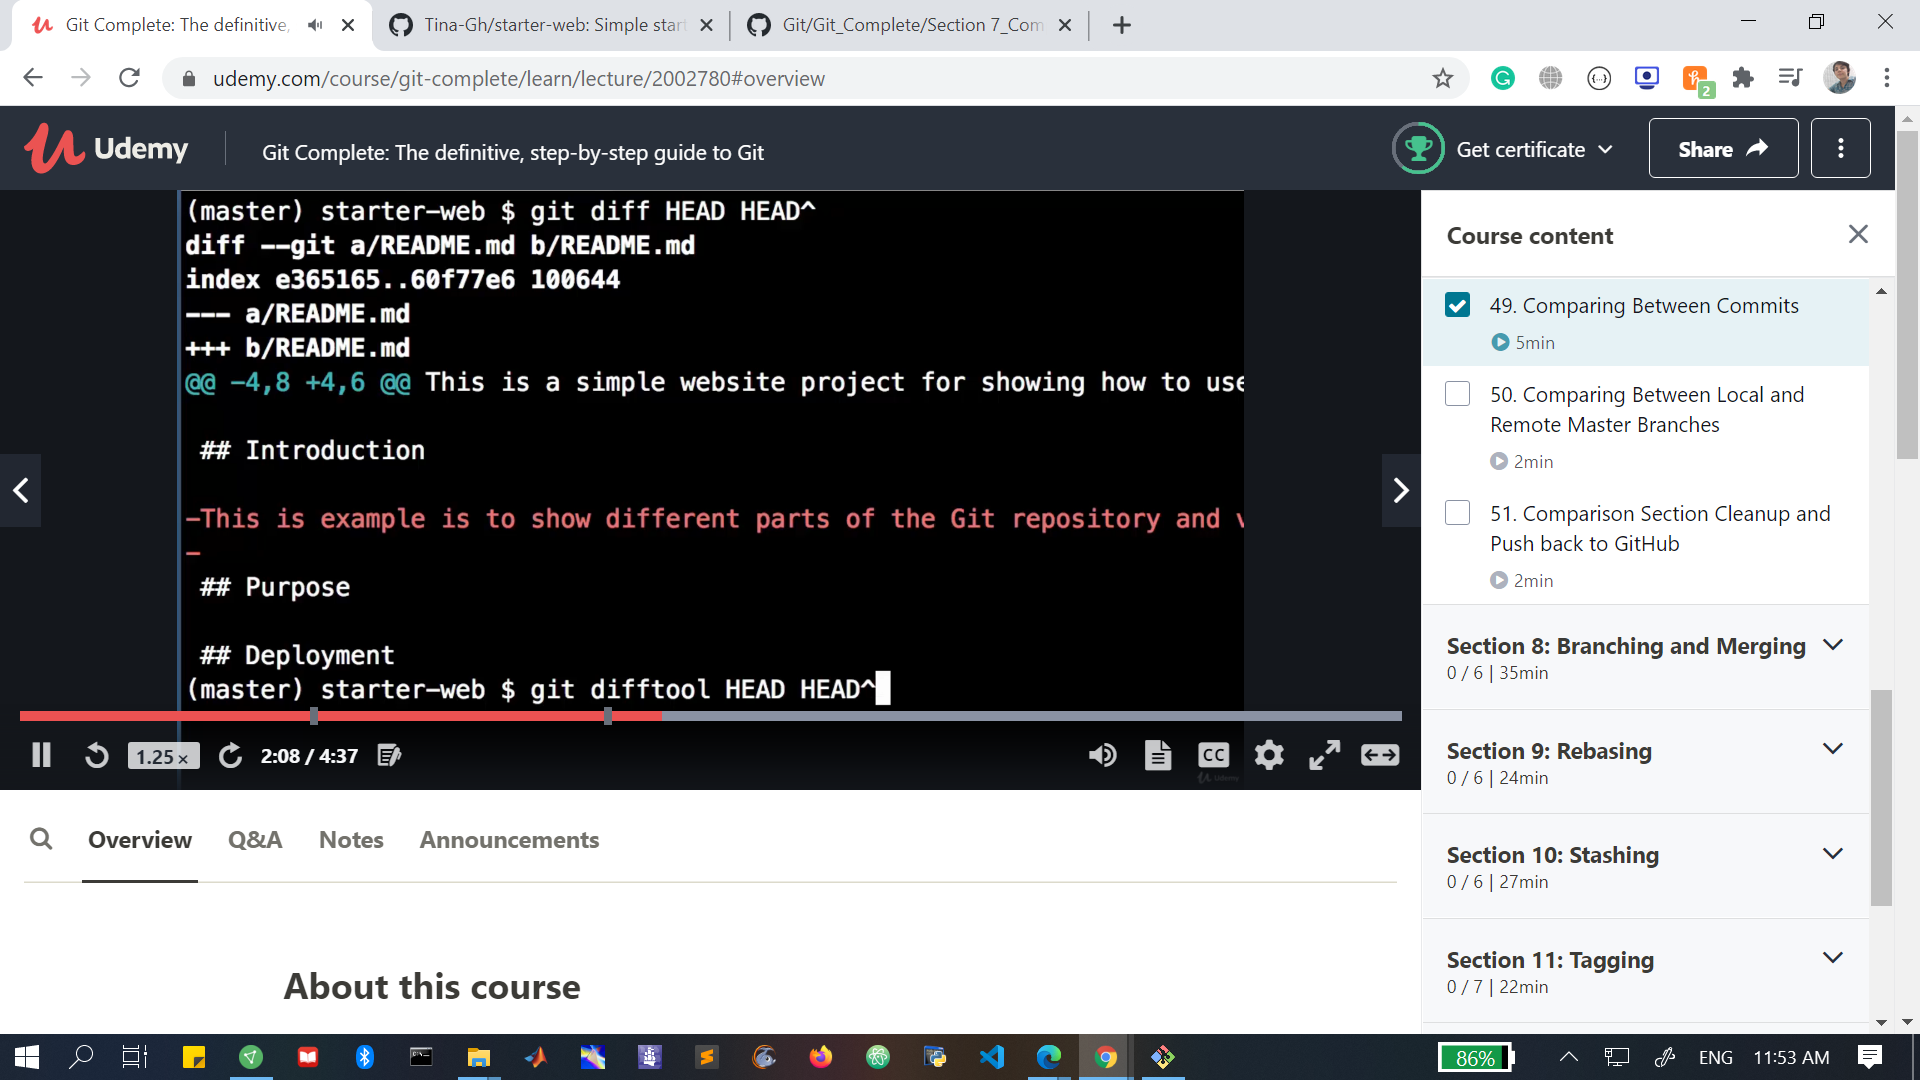 Git Complete: The definitive,
Tina-Gh/starter-web: Simple star
Git/Git_Complete/Section 7_Com
udemy.com/course/git-complete/learn/lecture/2002780#overview
2
Udemy
Git Complete: The definitive, step-by-step guide to Git
Get certificate
Share
(master) starter-web $ git diff HEAD HEAD^
diff --git a/README.md b/README.md
index e365165..60f77e6 100644
--- a/README.md
+++ b/README.md
@@ -4,8 +4,6 @@ This is a simple website project for showing how to use
## Introduction
-This is example is to show different parts of the Git repository and v
-
## Purpose
## Deployment
(master) starter-web $ git difftool HEAD HEAD^
1.25×
2:08 / 4:37
CC
Udemy
Course content
49. Comparing Between Commits
5min
50. Comparing Between Local and
Remote Master Branches
2min
51. Comparison Section Cleanup and
Push back to GitHub
2min
Section 8: Branching and Merging
0 / 6 | 35min
Section 9: Rebasing
0 / 6 | 24min
Section 10: Stashing
0 / 6 | 27min
Section 11: Tagging
0 / 7 | 22min
Overview
Q&A
Notes
Announcements
About this course
86%
ENG
11:53 AM